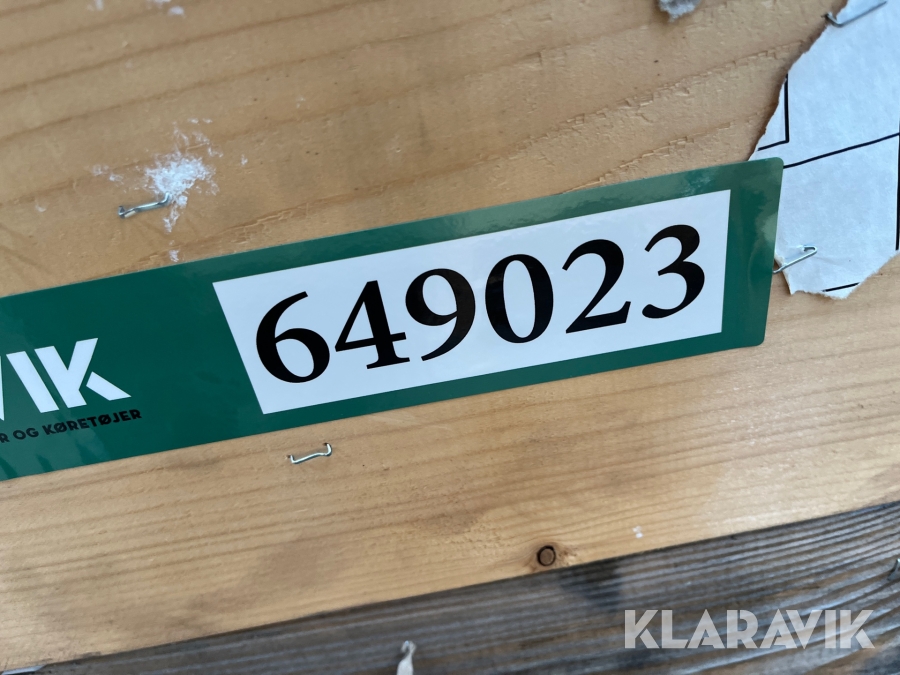 649023
VIK
R OG KØRETØJER
KLARAVIK